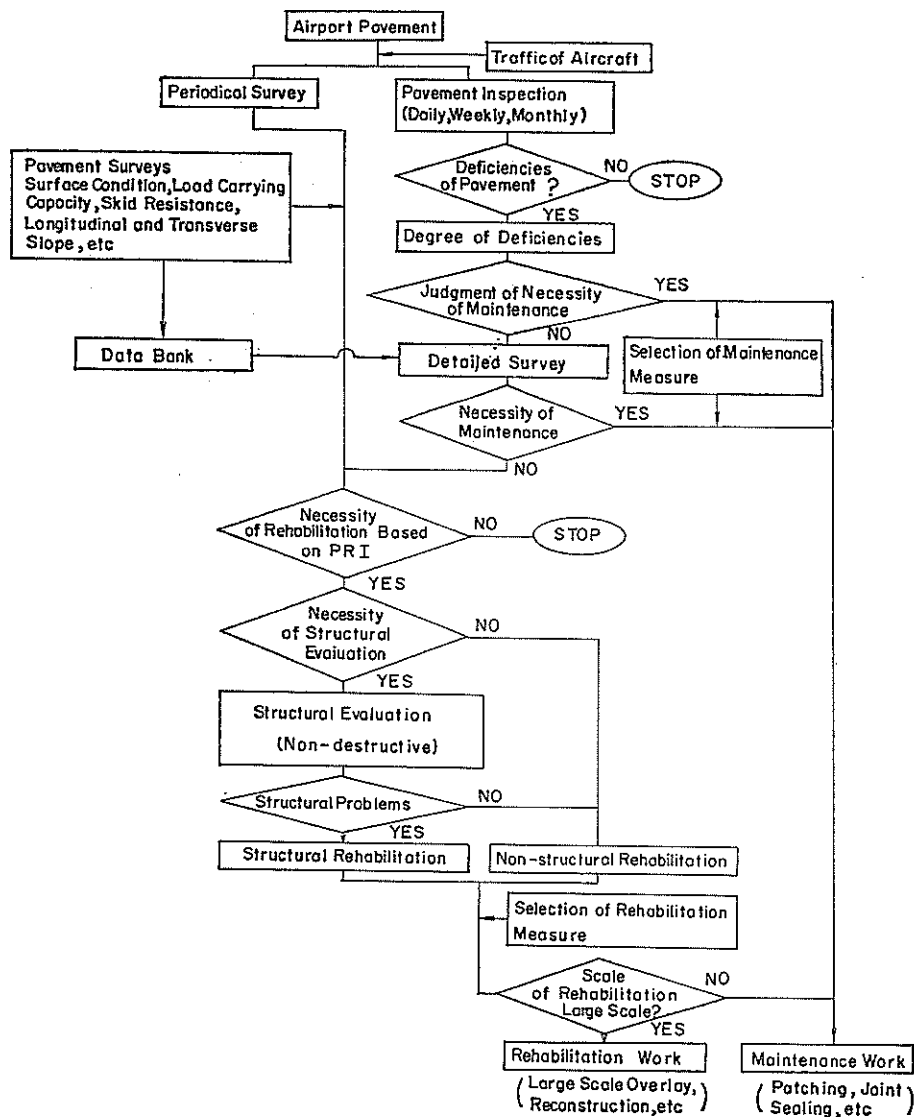 Airport Pavement
Traffic of Aircraft
Periodical Survey
Pavement Inspection
(Daily, Weekly, Monthly)
Pavement Surveys
Surface Condition, Load Carrying
Capacity, Skid Resistance,
Longitudinal and Transverse
Slope, etc
Deficiencies
of Pavement?
NO
STOP
YES
Degree of Deficiencies
Judgment of Necessity
of Maintenance
YES
NO
Data Bank
Detailed Survey
Selection of Maintenance
Measure
Necessity of
Maintenance
YES
NO
Necessity
of Rehabilitation Based
on PRI
NO
STOP
YES
Necessity
of Structural
Evaluation
NO
YES
Structural Evaluation
(Non-destructive)
Structural Problems
NO
YES
Structural Rehabilitation
Non-structural Rehabilitation
Selection of Rehabilitation
Measure
Scale
of Rehabilitation
Large Scale?
NO
YES
Rehabilitation Work
(Large Scale Overlay,
Reconstruction, etc
Maintenance Work
(Patching, Joint
Sealing, etc)